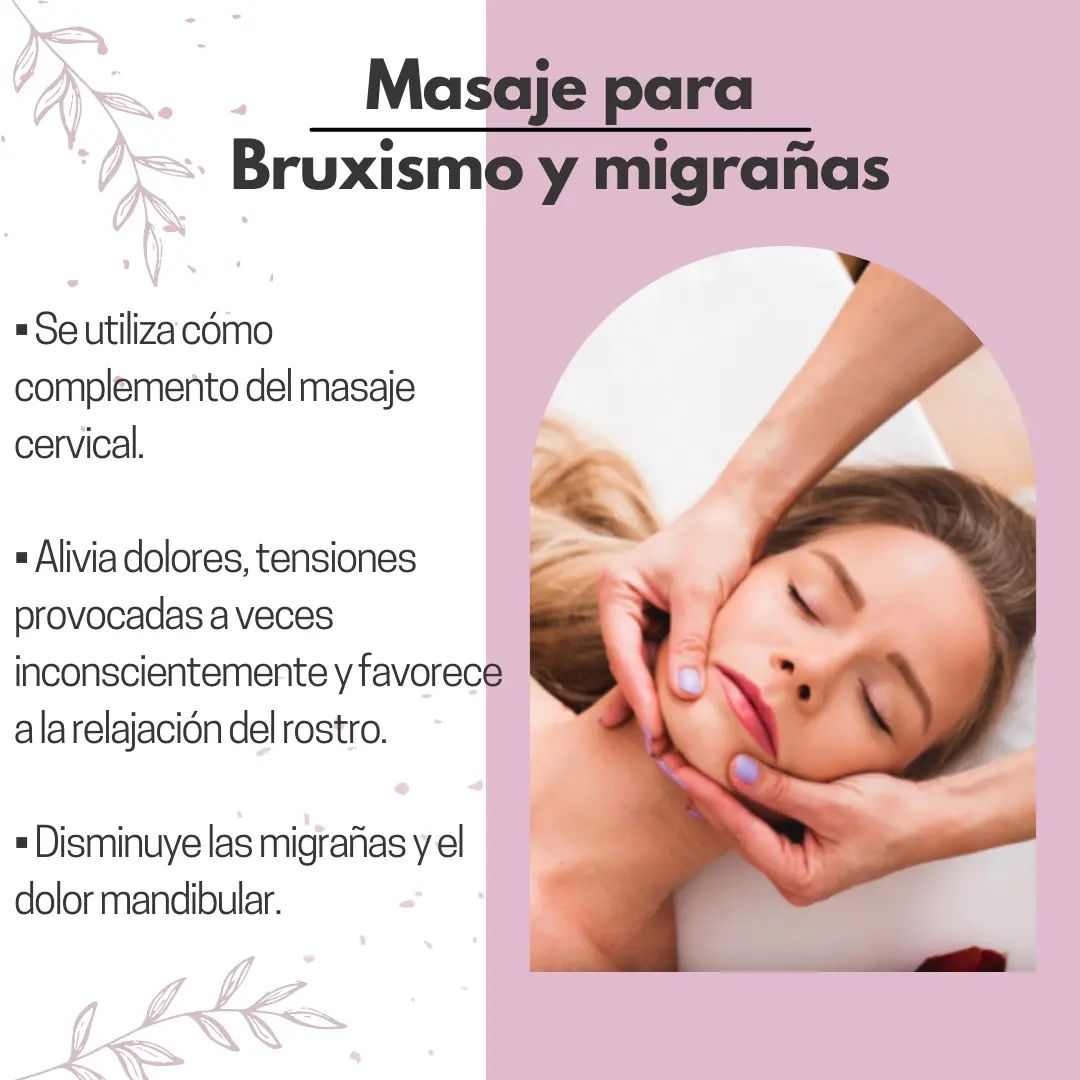 Masaje para
Bruxismo y migrañas
▪ Se utiliza cómo
complemento del masaje
cervical.
▪ Alivia dolores, tensiones
provocadas a veces
inconscientemente y favorece
a la relajación del rostro.
▪ Disminuye las migrañas y el
dolor mandibular.